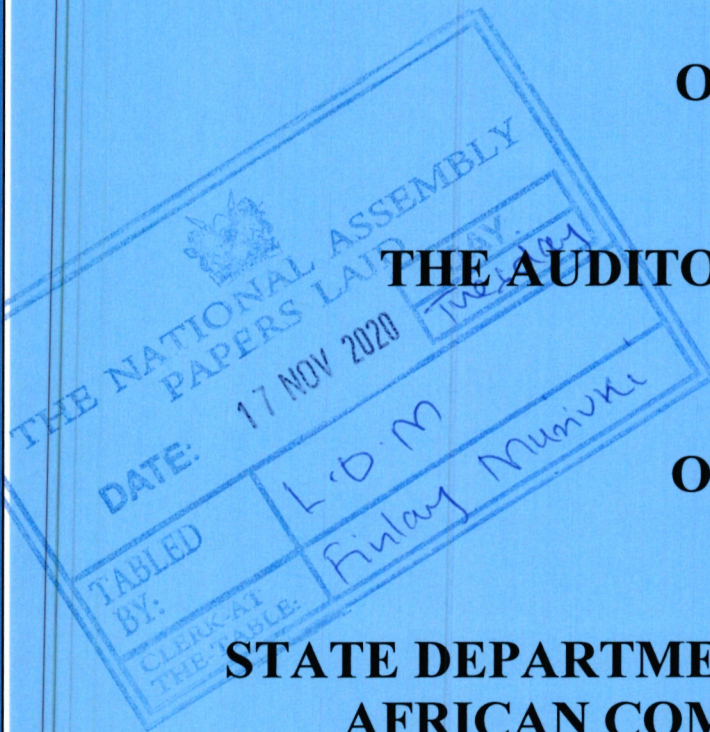 O
THE NATIONAL ASSEMBLY
PAPERS LAID
DAY.
Tuesday
THE AUDITO
DATE: 17 NOV 2020
TABLED BY:
L.O.M
CLERK-AT THE-TABLE:
Finlay Muriuki
O
STATE DEPARTME
AFRICAN COM